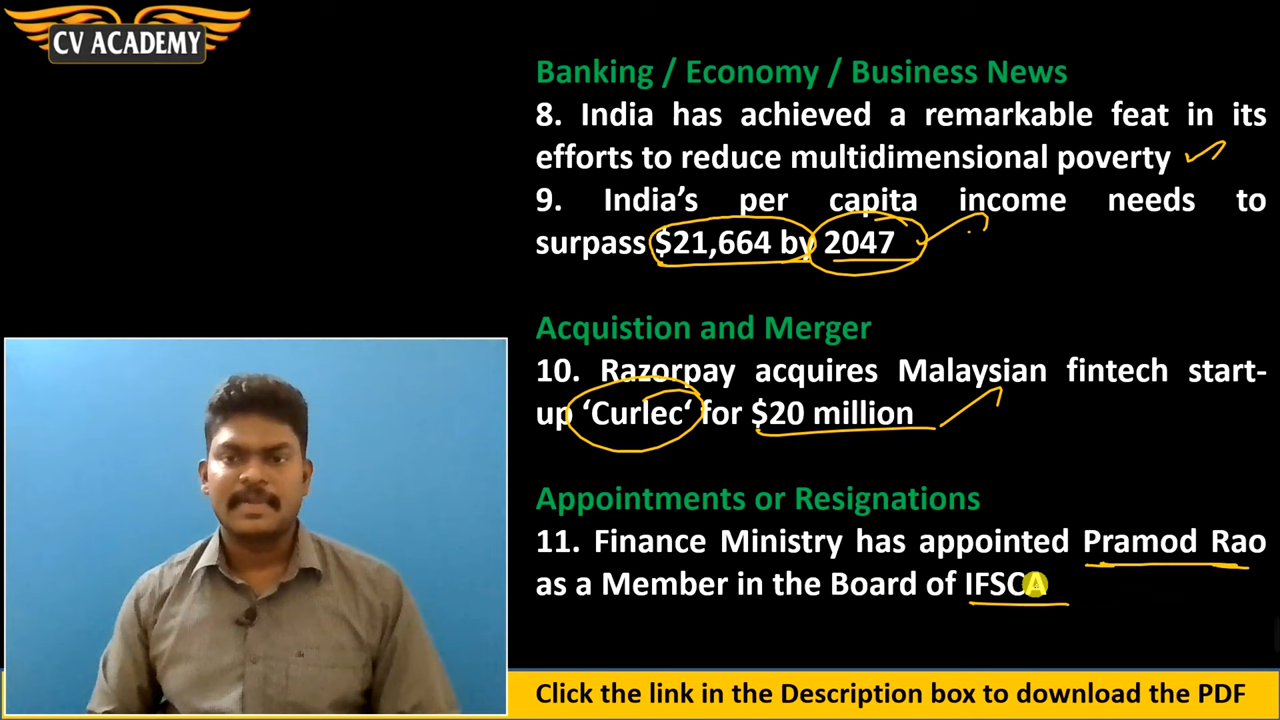 CV ACADEMY
Banking / Economy / Business News
8. India has achieved a remarkable feat in its
efforts to reduce multidimensional poverty
9. India’s per capita income needs to
surpass $21,664 by 2047
Acquistion and Merger
10. Razorpay acquires Malaysian fintech start-
up ‘Curlec‘ for $20 million
Appointments or Resignations
11. Finance Ministry has appointed Pramod Rao
as a Member in the Board of IFSCA
Click the link in the Description box to download the PDF